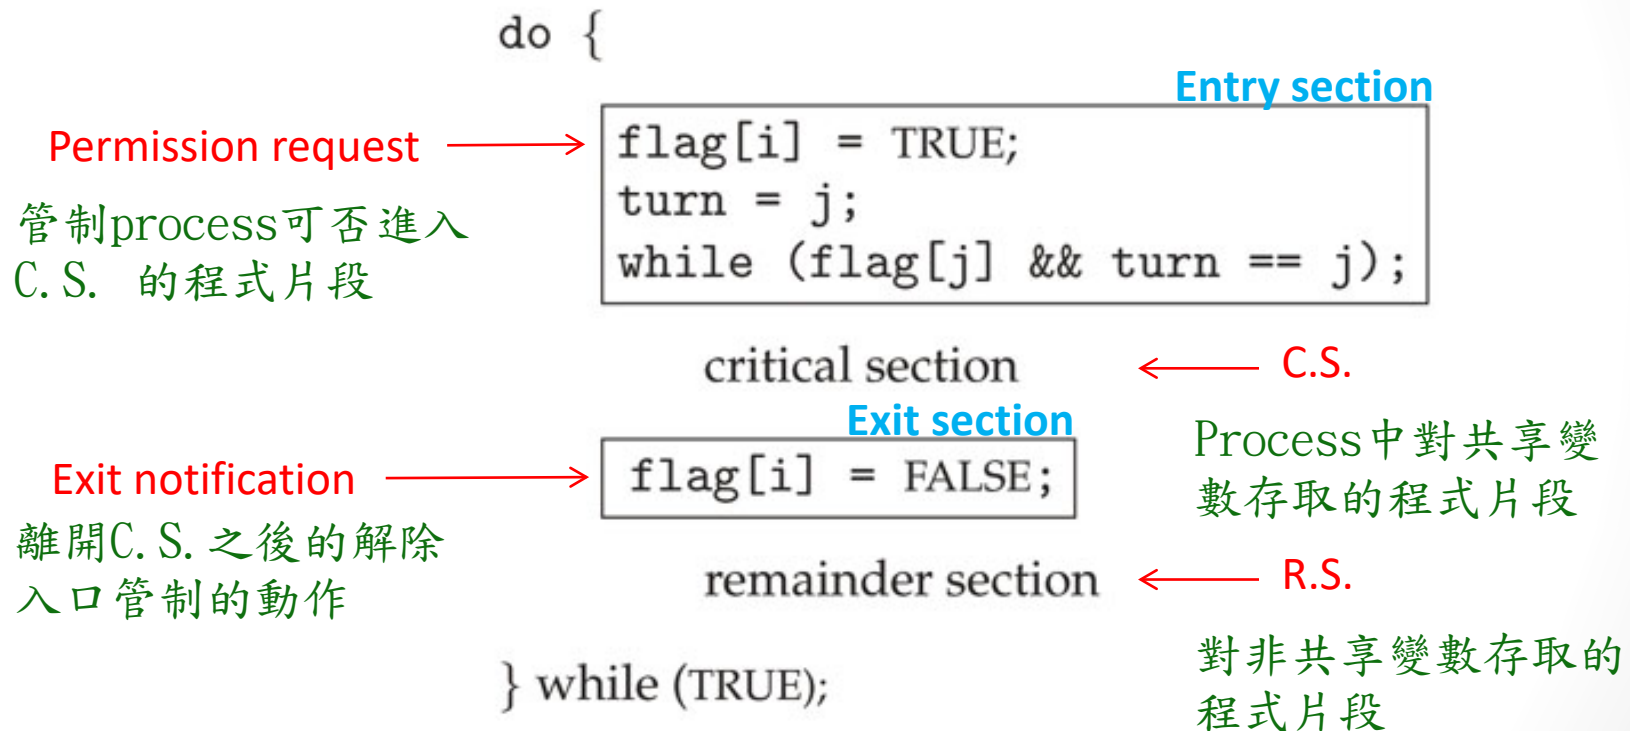 do {
Entry section
Permission request
flag[i] = TRUE;
turn = j;
while (flag[j] && turn == j);
管制process可否進入
C.S. 的程式片段
critical section
C.S.
Process中對共享變
數存取的程式片段
Exit section
Exit notification
flag[i] = FALSE;
離開C.S.之後的解除
入口管制的動作
remainder section
R.S.
對非共享變數存取的
程式片段
} while (TRUE);